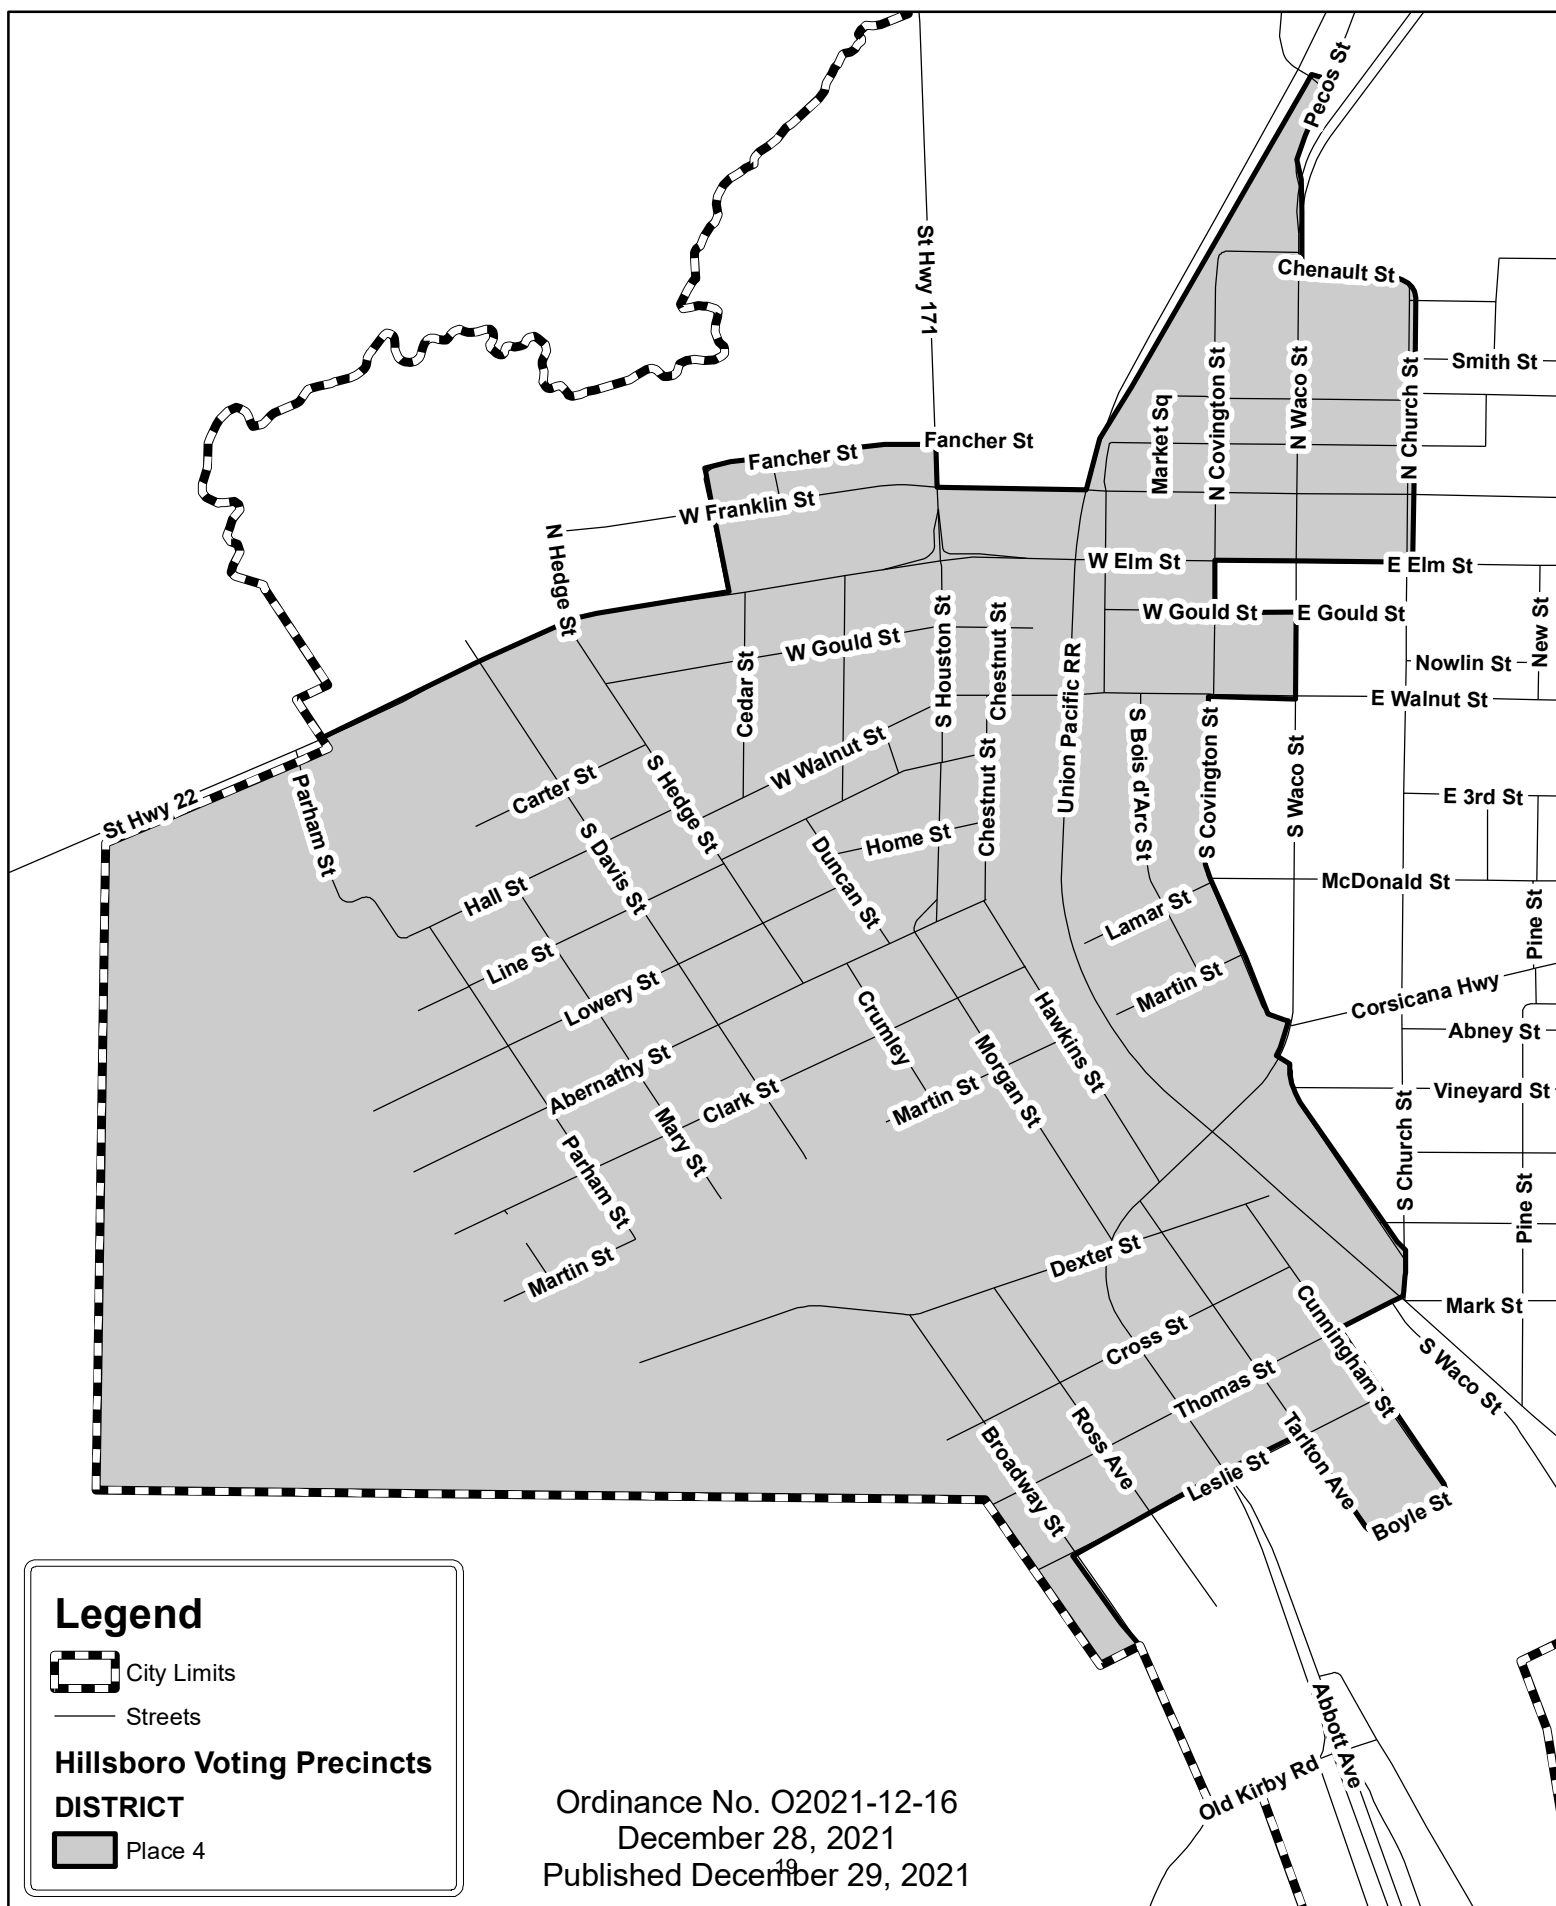 Pecos St
St Hwy 171
Chenault St
Smith St
N Covington St
N Waco St
N Church St
Market Sq
Fancher St
Fancher St
W Franklin St
N Hedge St
W Elm St
E Elm St
W Gould St
E Gould St
New St
S Houston St
Chestnut St
W Gould St
Cedar St
Union Pacific RR
Nowlin St
E Walnut St
S Bois d'Arc St
S Covington St
S Waco St
W Walnut St
S Hedge St
Chestnut St
Carter St
Parham St
St Hwy 22
E 3rd St
Home St
Duncan St
S Davis St
Hall St
McDonald St
Lamar St
Pine St
Line St
Lowery St
Martin St
Corsicana Hwy
Abney St
Crumley
Hawkins St
Morgan St
Abernathy St
Clark St
Martin St
Vineyard St
Mary St
Parham St
S Church St
Pine St
Martin St
Dexter St
Mark St
Cunningham St
Cross St
S Waco St
Thomas St
Ross Ave
Broadway St
Tarlton Ave
Leslie St
Boyle St
Abbott Ave
Old Kirby Rd
Legend
City Limits
Streets
Hillsboro Voting Precincts
DISTRICT
Place 4
Ordinance No. O2021-12-16
December 28, 2021
Published December 29, 2021
19